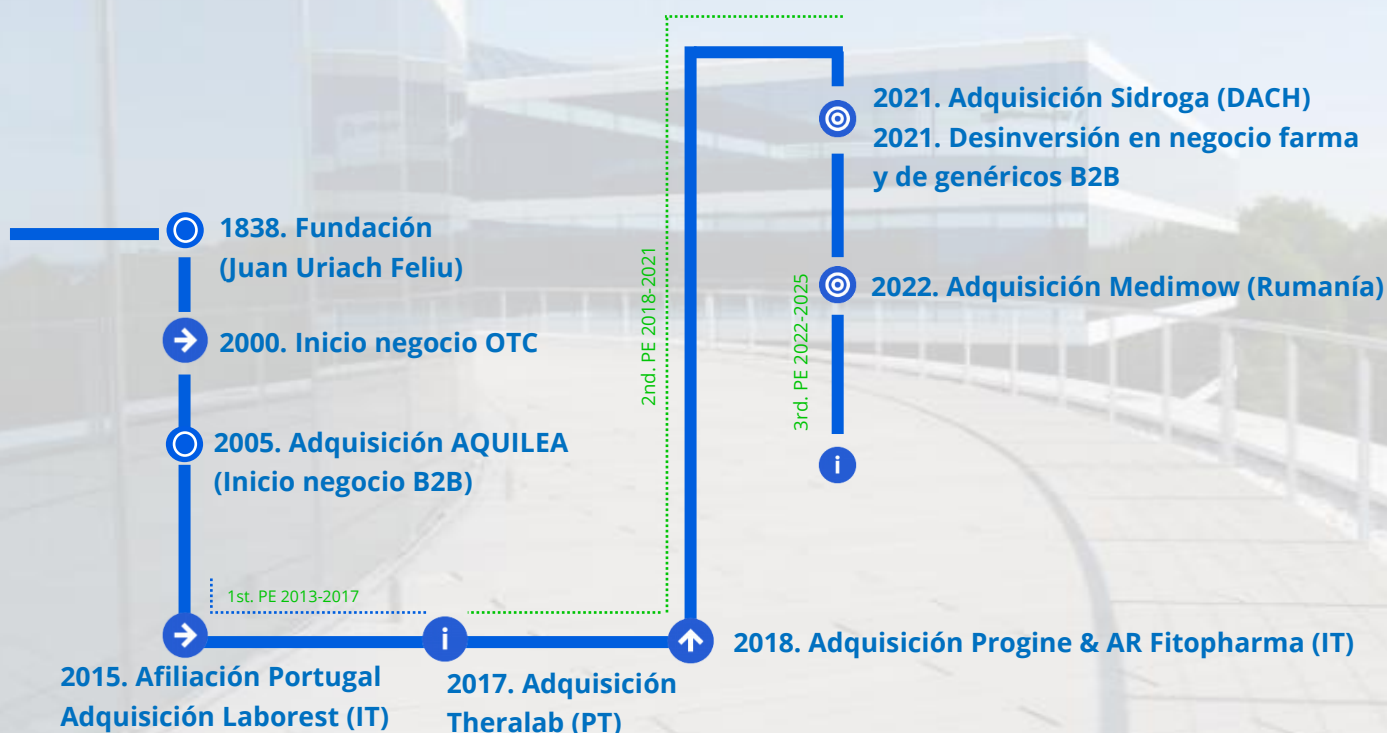 1838. Fundación
(Juan Uriach Feliu)
2000. Inicio negocio OTC
2005. Adquisición AQUILEA
(Inicio negocio B2B)
1st. PE 2013-2017
2015. Afiliación Portugal
Adquisición Laborest (IT)
2017. Adquisición
Theralab (PT)
2nd. PE 2018-2021
2018. Adquisición Progine & AR Fitopharma (IT)
2021. Adquisición Sidroga (DACH)
2021. Desinversión en negocio farma
y de genéricos B2B
3rd. PE 2022-2025
2022. Adquisición Medimow (Rumanía)